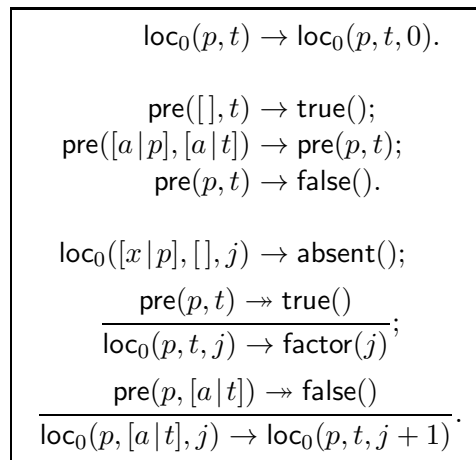 loc₀(p, t) → loc₀(p, t, 0).
pre([ ], t) → true();
pre([a | p], [a | t]) → pre(p, t);
pre(p, t) → false().
loc₀([x | p], [ ], j) → absent();
pre(p, t) ↠ true()
loc₀(p, t, j) → factor(j);
pre(p, [a | t]) ↠ false()
loc₀(p, [a | t], j) → loc₀(p, t, j + 1).